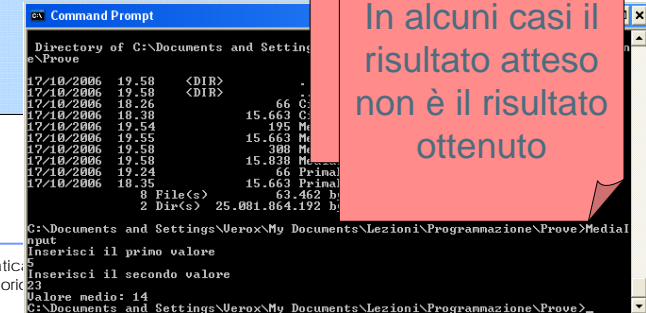 Command Prompt
In alcuni casi il
risultato atteso
non è il risultato
ottenuto
Directory of C:\Documents and Setting
e\Prove
17/10/2006 19.58 <DIR> .
17/10/2006 19.58 <DIR> ..
17/10/2006 18.26 66
17/10/2006 18.38 15.663
17/10/2006 19.54 195
17/10/2006 19.55 15.663
17/10/2006 19.58 308
17/10/2006 19.58 15.838
17/10/2006 19.24 66
17/10/2006 18.35 15.663
8 File(s) 63.462
2 Dir(s) 25.081.864.192
C:\Documents and Settings\Verox\My Documents\Lezioni\Programmazione\Prove>MediaI
nput
Inserisci il primo valore
5
Inserisci il secondo valore
23
Valore medio: 14
C:\Documents and Settings\Verox\My Documents\Lezioni\Programmazione\Prove>_